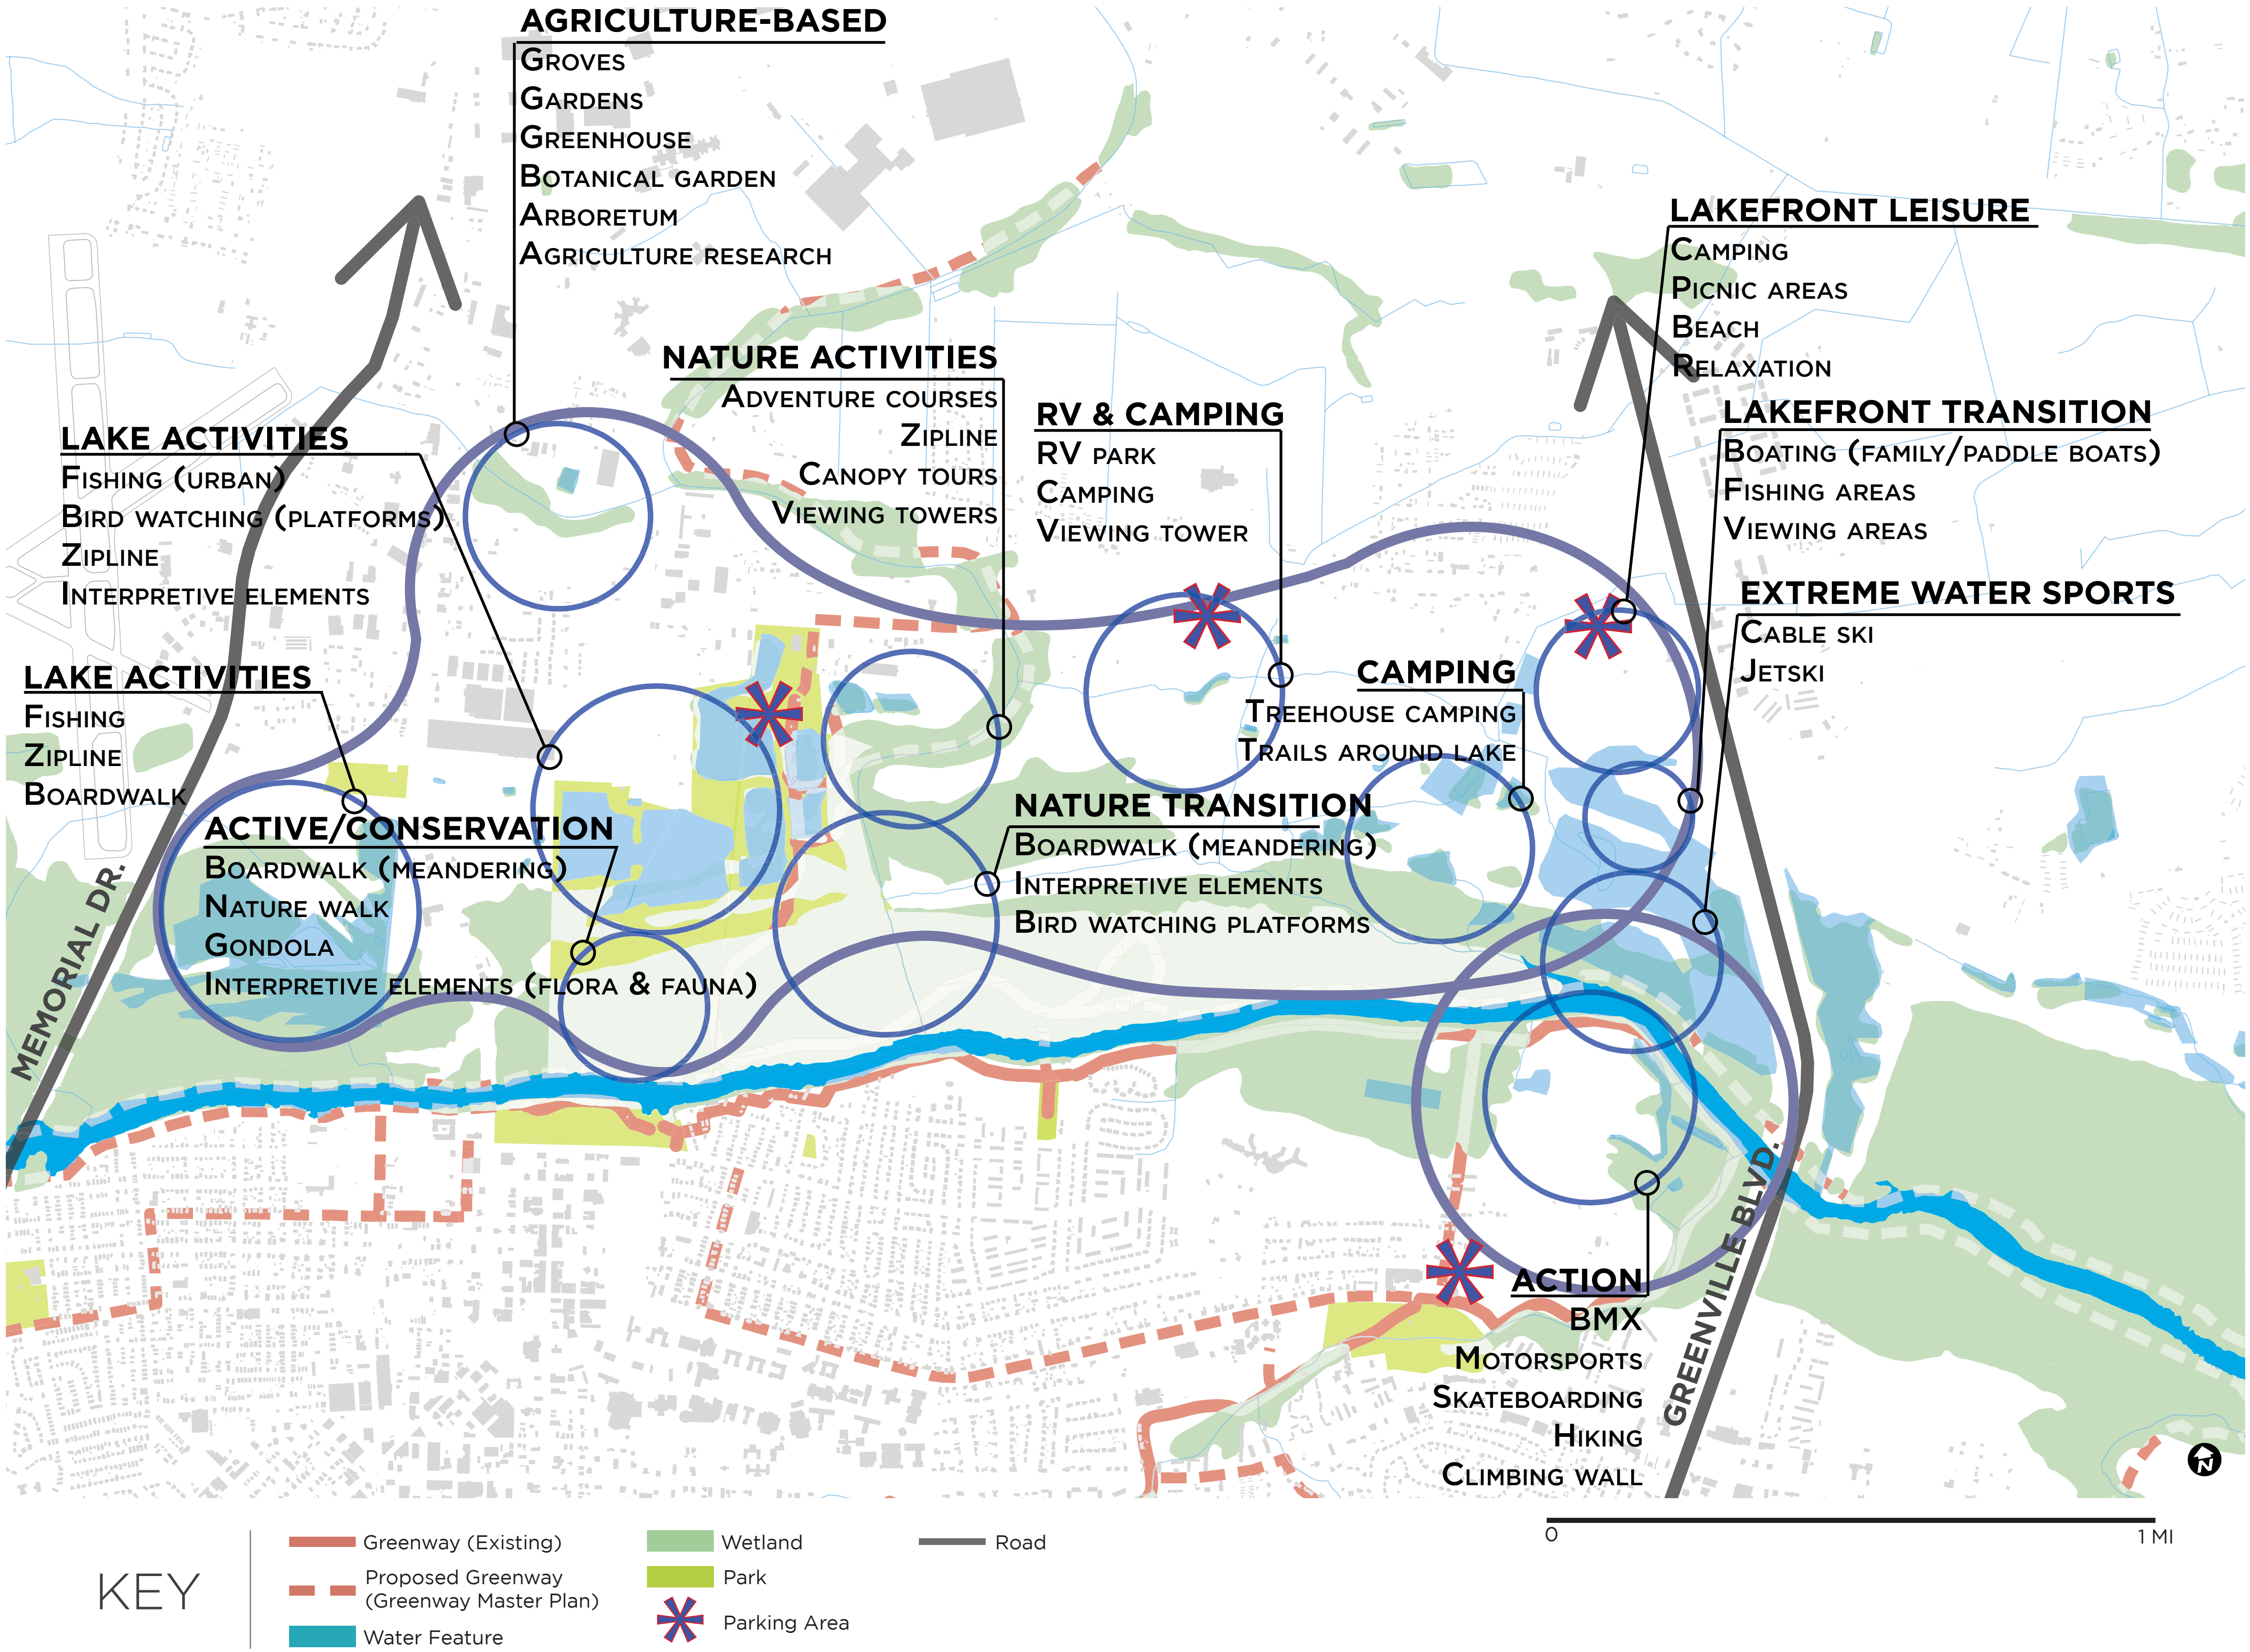 AGRICULTURE-BASED
GROVES
GARDENS
GREENHOUSE
BOTANICAL GARDEN
ARBORETUM
AGRICULTURE RESEARCH
LAKEFRONT LEISURE
CAMPING
PICNIC AREAS
BEACH
RELAXATION
NATURE ACTIVITIES
ADVENTURE COURSES
ZIPLINE
CANOPY TOURS
VIEWING TOWERS
RV & CAMPING
RV PARK
CAMPING
VIEWING TOWER
LAKEFRONT TRANSITION
BOATING (FAMILY/PADDLE BOATS)
FISHING AREAS
VIEWING AREAS
LAKE ACTIVITIES
FISHING (URBAN)
BIRD WATCHING (PLATFORMS)
ZIPLINE
INTERPRETIVE ELEMENTS
EXTREME WATER SPORTS
CABLE SKI
JETSKI
LAKE ACTIVITIES
FISHING
ZIPLINE
BOARDWALK
CAMPING
TREEHOUSE CAMPING
TRAILS AROUND LAKE
ACTIVE/CONSERVATION
BOARDWALK (MEANDERING)
NATURE WALK
GONDOLA
INTERPRETIVE ELEMENTS (FLORA & FAUNA)
NATURE TRANSITION
BOARDWALK (MEANDERING)
INTERPRETIVE ELEMENTS
BIRD WATCHING PLATFORMS
MEMORIAL DR.
GREENVILLE BLVD.
ACTION
BMX
MOTORSPORTS
SKATEBOARDING
HIKING
CLIMBING WALL
N
0
1 MI
KEY
Greenway (Existing)
Proposed Greenway
(Greenway Master Plan)
Water Feature
Wetland
Park
Parking Area
Road